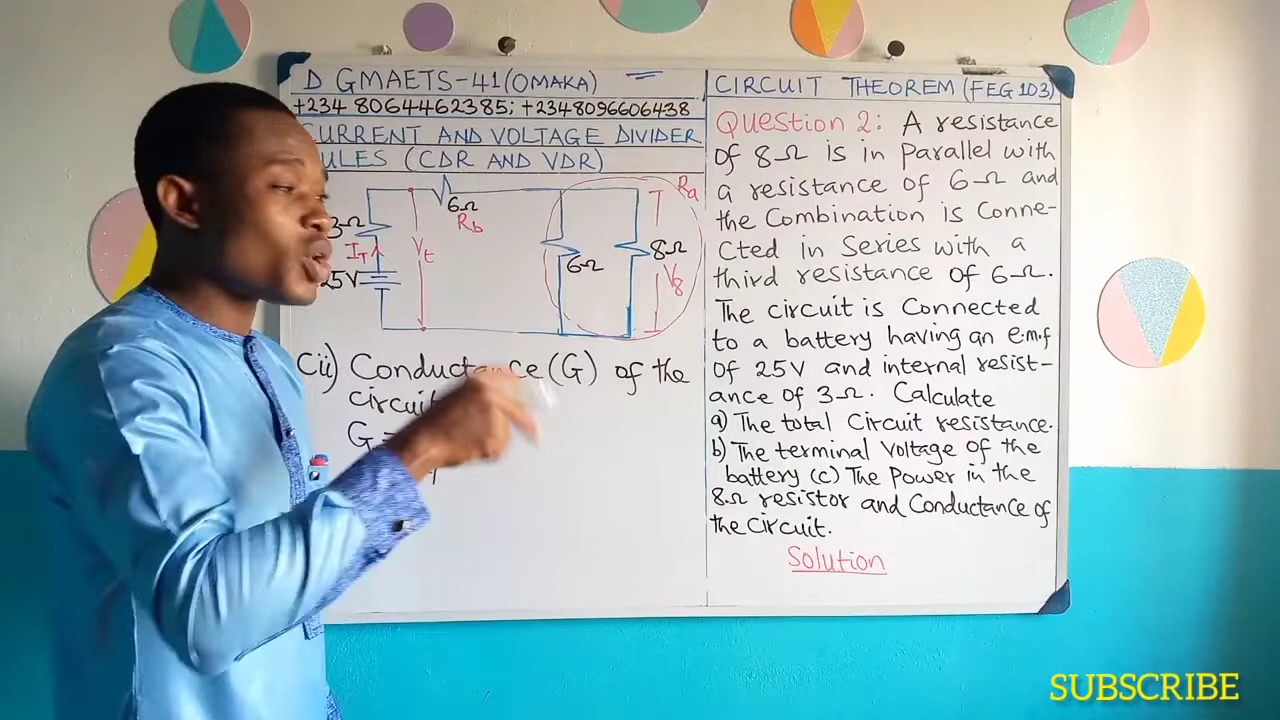 D GMAETS-41(OMAKA)
+234 8064462385; +2348096606438
CURRENT AND VOLTAGE DIVIDER
RULES (CDR AND VDR)
3Ω
IT
25V
Vt
6Ω
Rb
6Ω
8Ω
Ra
V8
Cii) Conductance (G) of the
circuit
G =
CIRCUIT THEOREM (FEG 103)
Question 2: A resistance
of 8Ω is in Parallel with
a resistance of 6Ω and
the Combination is Conne-
cted in Series with a
third resistance of 6Ω.
The circuit is Connected
to a battery having an e.m.f
of 25V and internal resist-
ance of 3Ω. Calculate
a) The total Circuit resistance.
b) The terminal Voltage of the
battery (c) The Power in the
8Ω resistor and Conductance of
the Circuit.
Solution
SUBSCRIBE